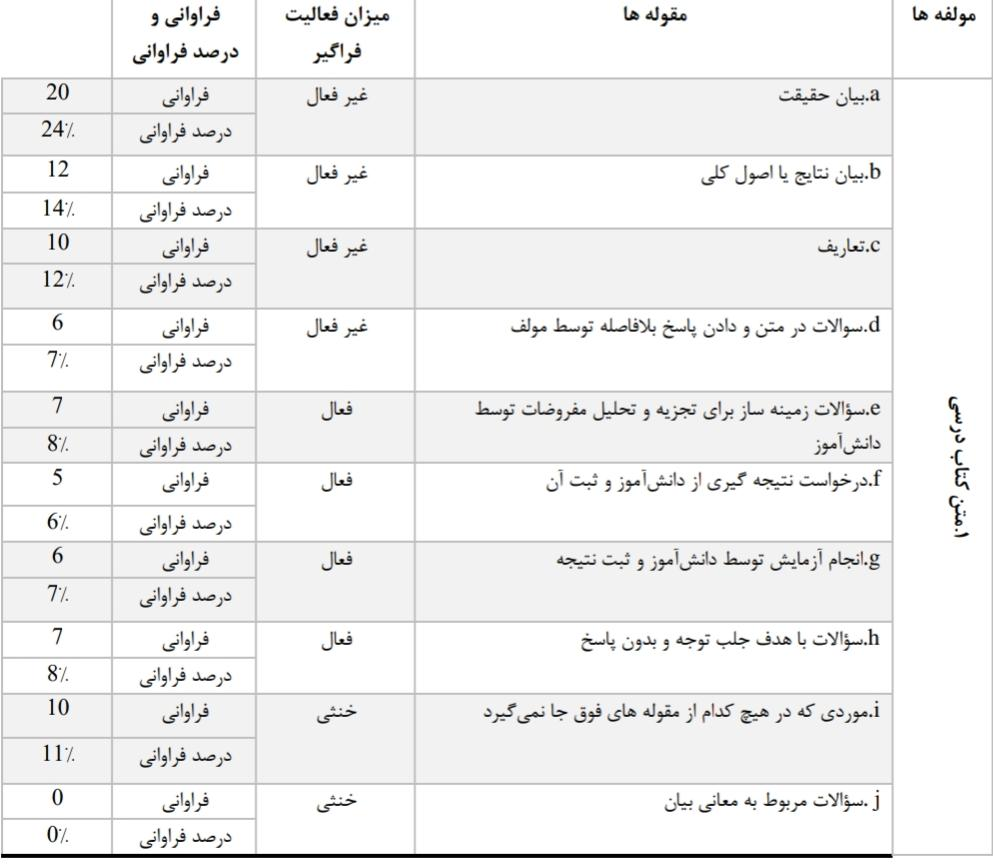 مولفه ها
مقوله ها
میزان فعالیت
فراگیر
فراوانی و
درصد فراوانی
۱.متن کتاب درسی
a.بیان حقیقت
غیر فعال
فراوانی
20
درصد فراوانی
24٪
b.بیان نتایج یا اصول کلی
غیر فعال
فراوانی
12
درصد فراوانی
14٪
c.تعاریف
غیر فعال
فراوانی
10
درصد فراوانی
12٪
d.سوالات در متن و دادن پاسخ بلافاصله توسط مولف
غیر فعال
فراوانی
6
درصد فراوانی
7٪
e.سؤالات زمینه ساز برای تجزیه و تحلیل مفروضات توسط
دانش‌آموز
فعال
فراوانی
7
درصد فراوانی
8٪
f.درخواست نتیجه گیری از دانش‌آموز و ثبت آن
فعال
فراوانی
5
درصد فراوانی
6٪
g.انجام آزمایش توسط دانش‌آموز و ثبت نتیجه
فعال
فراوانی
6
درصد فراوانی
7٪
h.سؤالات با هدف جلب توجه و بدون پاسخ
فعال
فراوانی
7
درصد فراوانی
8٪
i.موردی که در هیچ کدام از مقوله های فوق جا نمی‌گیرد
خنثی
فراوانی
10
درصد فراوانی
11٪
j .سؤالات مربوط به معانی بیان
خنثی
فراوانی
0
درصد فراوانی
0٪